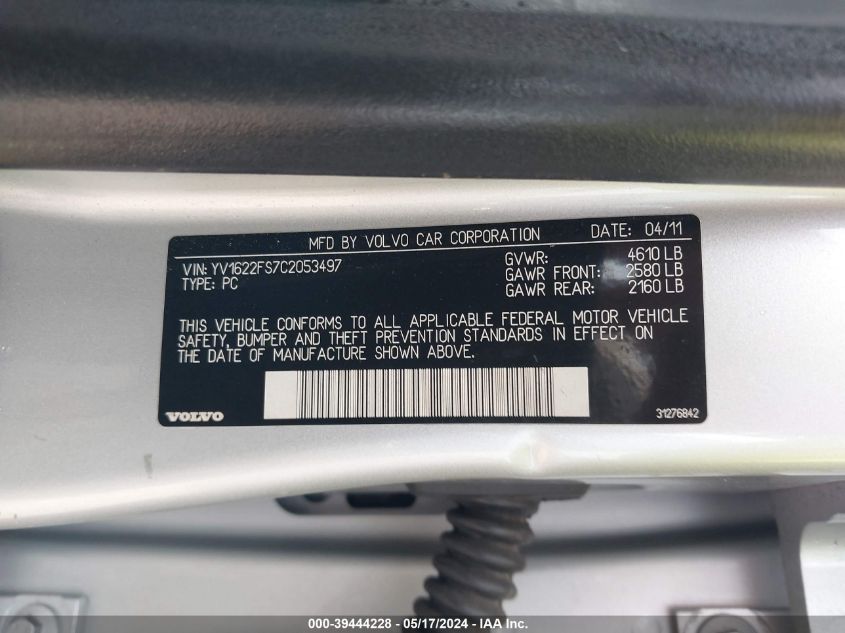 MFD BY VOLVO CAR CORPORATION DATE: 04/11
VIN: YV1622FS7C2053497 GVWR: 4610 LB
TYPE: PC GAWR FRONT: 2580 LB
GAWR REAR: 2160 LB
THIS VEHICLE CONFORMS TO ALL APPLICABLE FEDERAL MOTOR VEHICLE
SAFETY, BUMPER AND THEFT PREVENTION STANDARDS IN EFFECT ON
THE DATE OF MANUFACTURE SHOWN ABOVE.
VOLVO 31276842
000-39444228 - 05/17/2024 - IAA Inc.